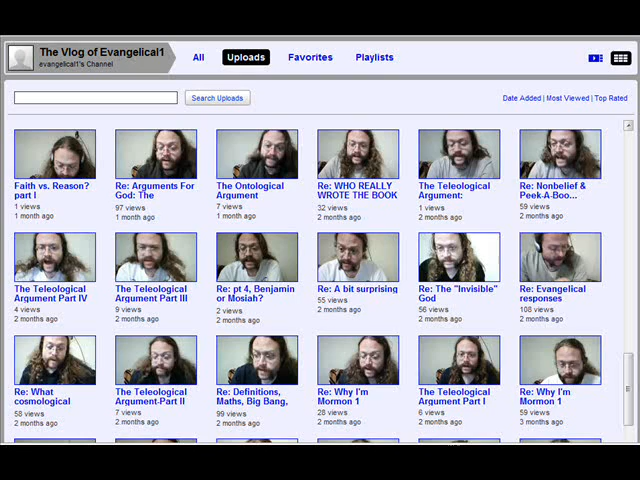 The Vlog of Evangelical1
evangelical1's Channel
All
Uploads
Favorites
Playlists
Search Uploads
Date Added | Most Viewed | Top Rated
Faith vs. Reason?
part I
1 views
1 month ago
Re: Arguments For
God: The
97 views
1 month ago
The Ontological
Argument
7 views
1 month ago
Re: WHO REALLY
WROTE THE BOOK
32 views
2 months ago
The Teleological
Argument:
1 views
2 months ago
Re: Nonbelief &
Peek-A-Boo...
59 views
2 months ago
The Teleological
Argument Part IV
4 views
2 months ago
The Teleological
Argument Part III
9 views
2 months ago
Re: pt 4, Benjamin
or Mosiah?
2 views
2 months ago
Re: A bit surprising
55 views
2 months ago
Re: The "Invisible"
God
56 views
2 months ago
Re: Evangelical
responses
108 views
3 months ago
Re: What
cosmological
58 views
2 months ago
The Teleological
Argument-Part II
7 views
2 months ago
Re: Definitions,
Maths, Big Bang,
99 views
2 months ago
Re: Why I'm
Mormon 1
28 views
2 months ago
The Teleological
Argument Part I
6 views
2 months ago
Re: Why I'm
Mormon 1
59 views
3 months ago